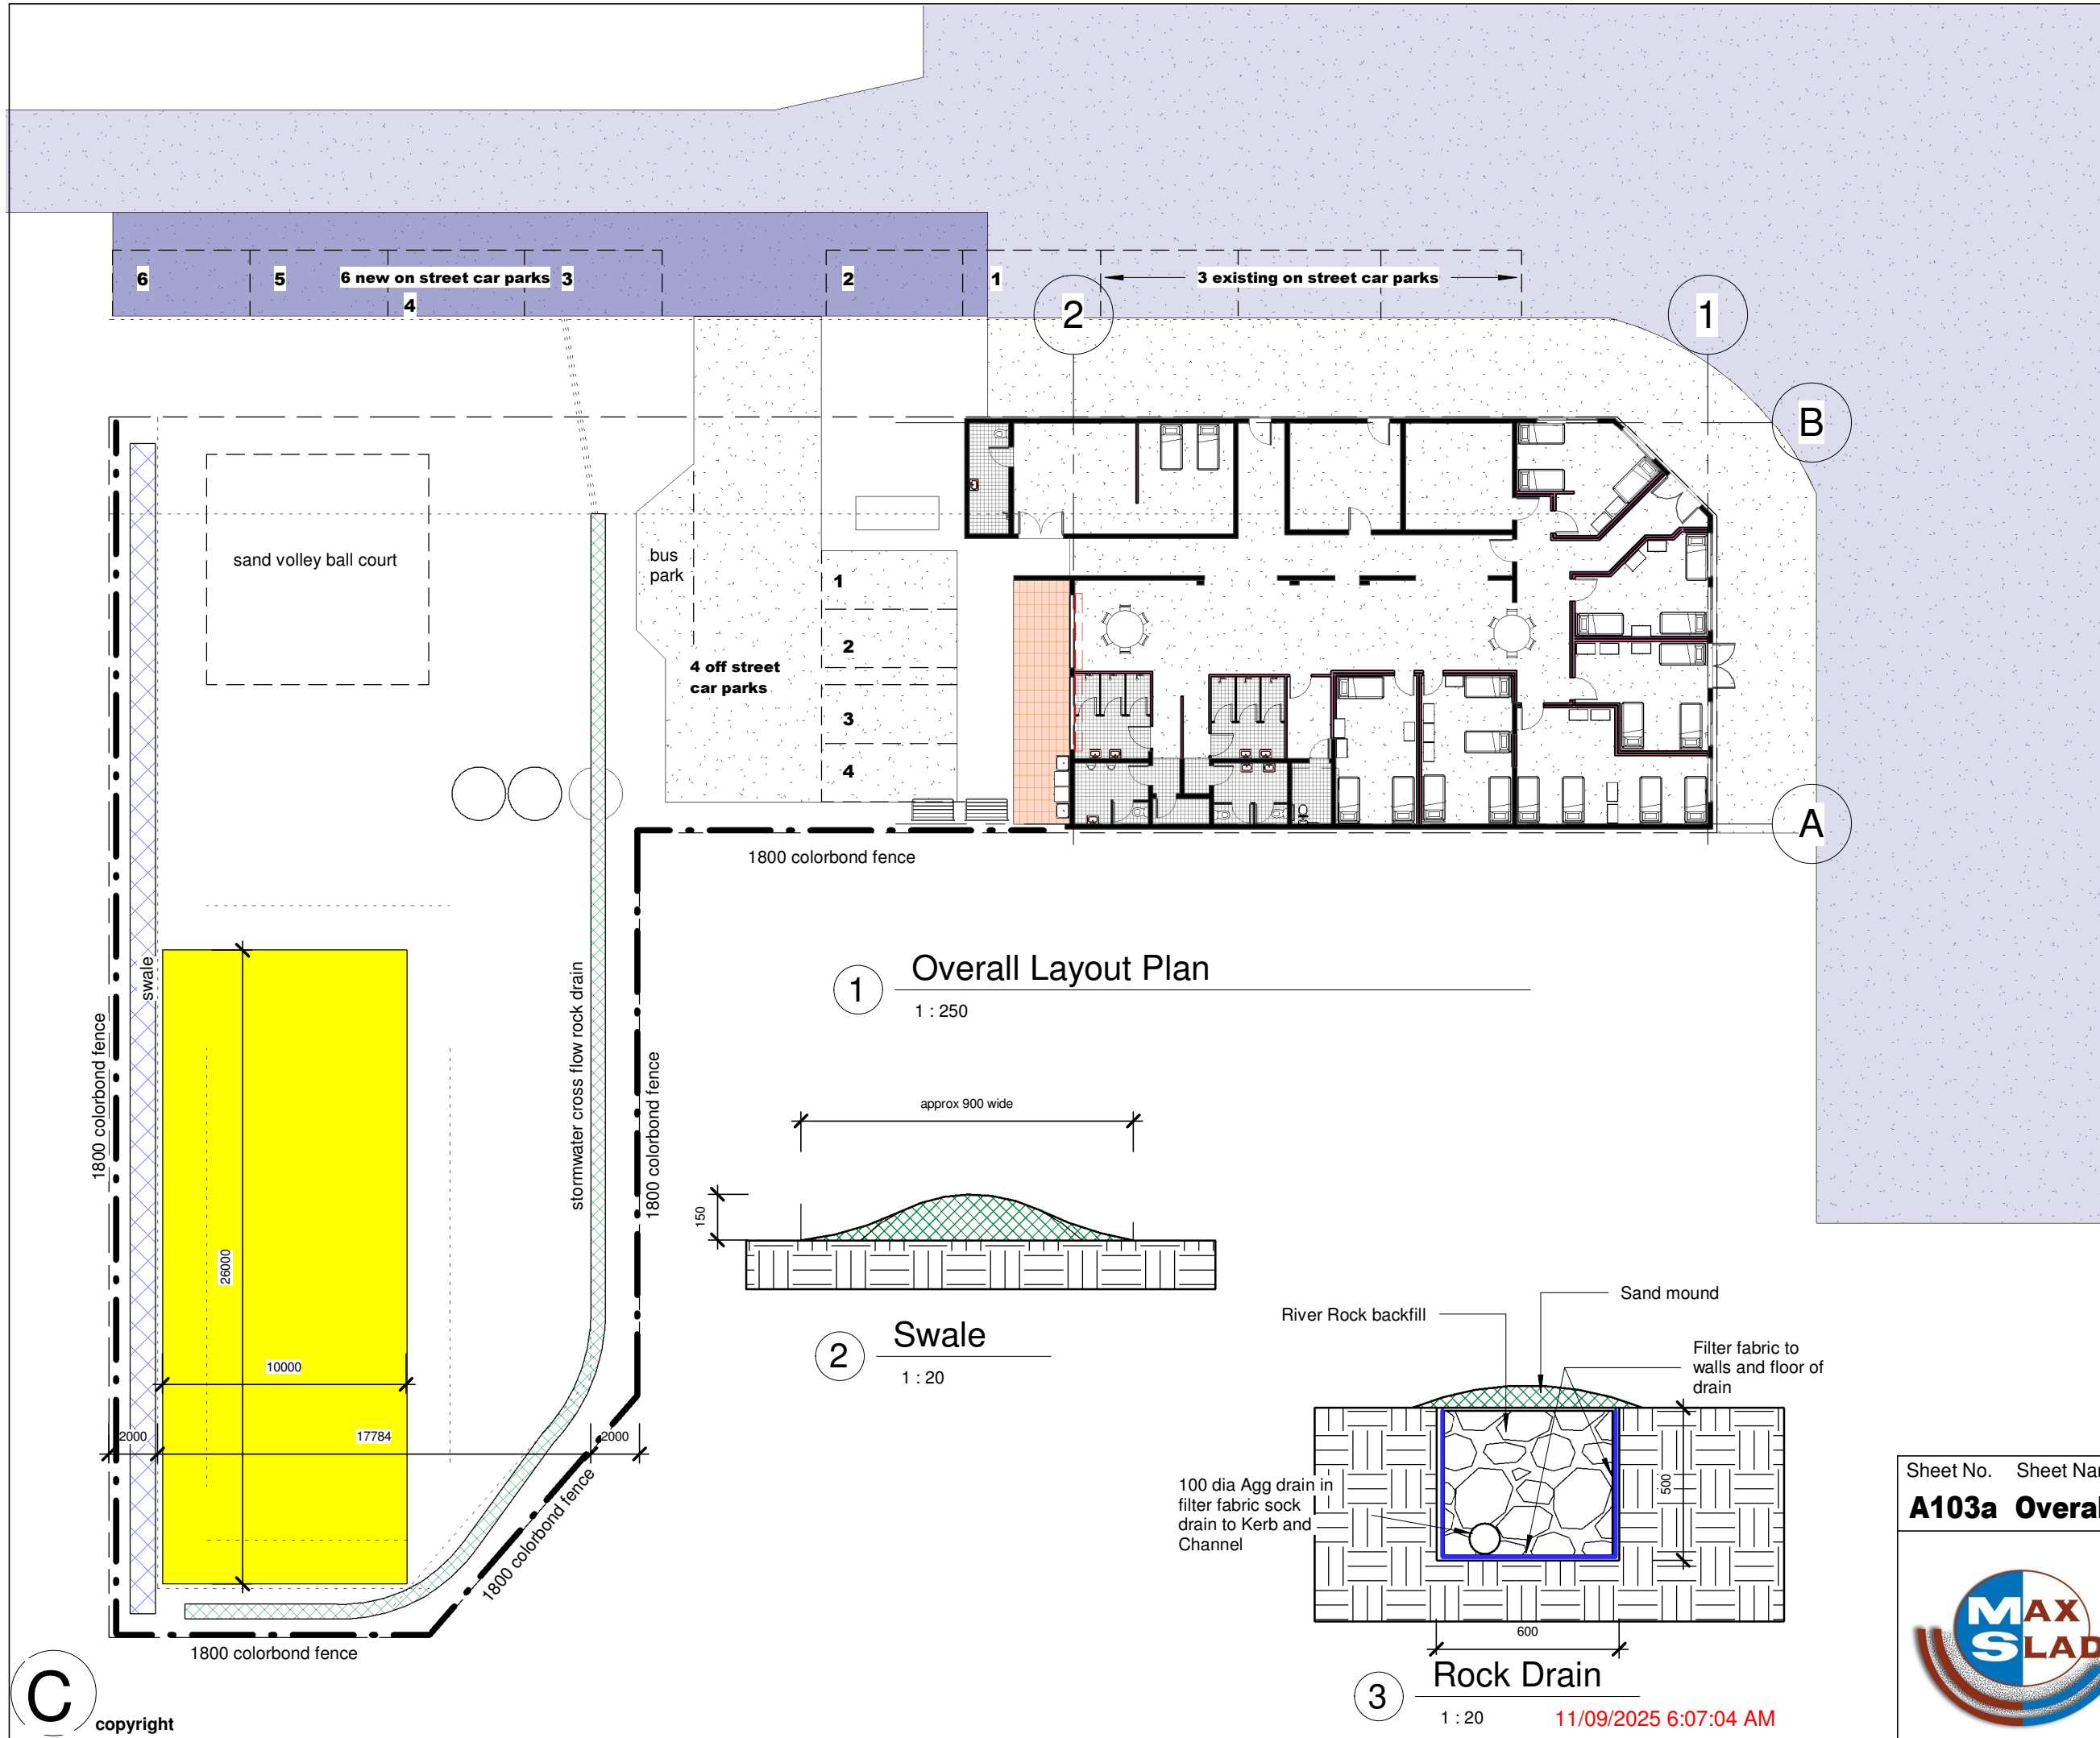 6
5
6 new on street car parks
4
3
2
1
3 existing on street car parks
2
1
B
sand volley ball court
bus
park
1
2
4 off street
car parks
3
4
A
1800 colorbond fence
1
Overall Layout Plan
1 : 250
swale
1800 colorbond fence
stormwater cross flow rock drain
1800 colorbond fence
26000
10000
2000
17784
2000
1800 colorbond fence
1800 colorbond fence
approx 900 wide
150
2
Swale
1 : 20
Sand mound
River Rock backfill
Filter fabric to
walls and floor of
drain
100 dia Agg drain in
filter fabric sock
drain to Kerb and
Channel
500
600
3
Rock Drain
1 : 20
11/09/2025 6:07:04 AM
C
copyright
Sheet No.
A103a
MAX